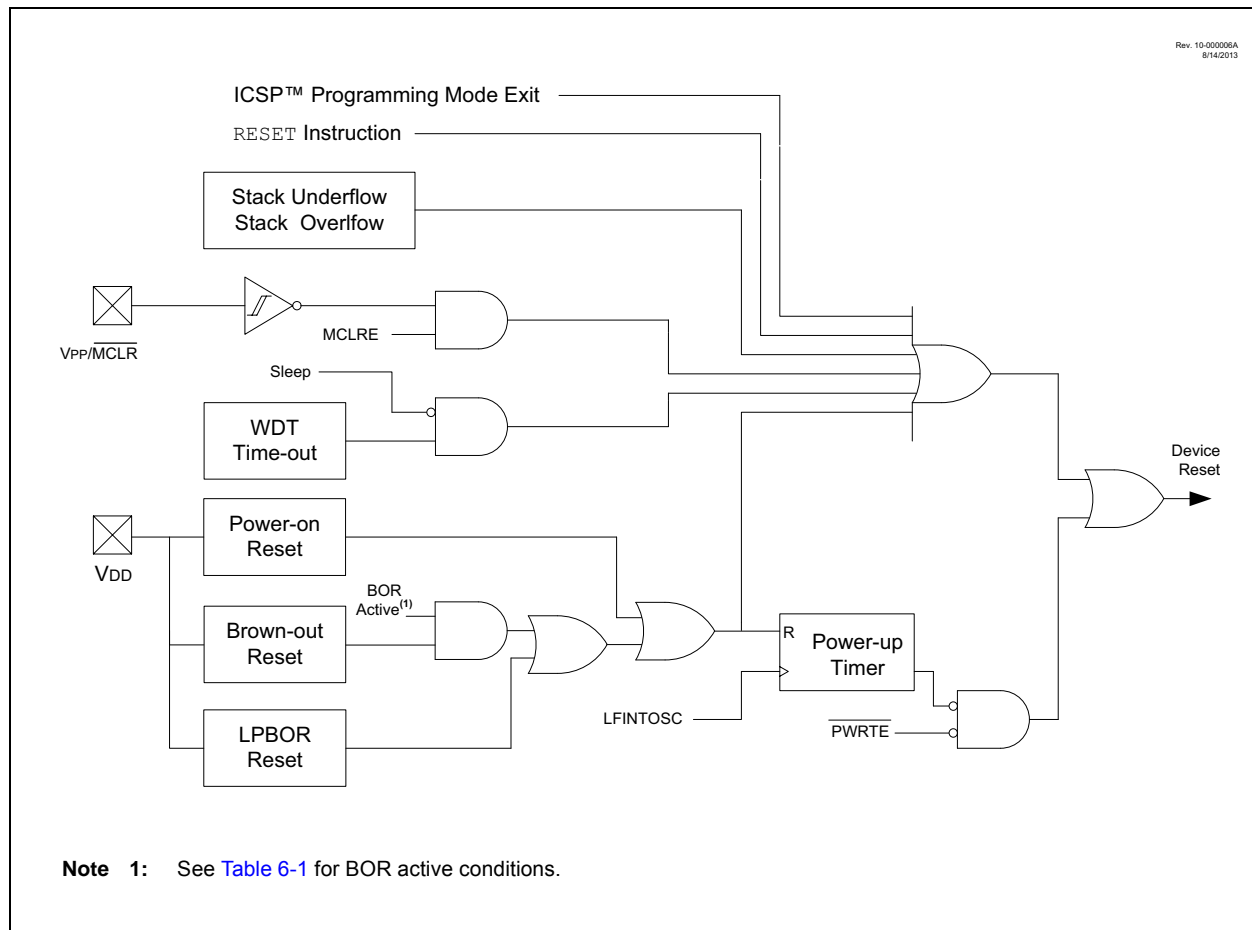 Rev. 10-000006A
8/14/2013
ICSP™ Programming Mode Exit
RESET Instruction
Stack Underflow
Stack Overlfow
VPP/MCLR
MCLRE
Sleep
WDT
Time-out
Device
Reset
Power-on
Reset
VDD
BOR
Active(1)
Brown-out
Reset
R
Power-up
Timer
LFINTOSC
PWRTE
LPBOR
Reset
Note 1: See Table 6-1 for BOR active conditions.